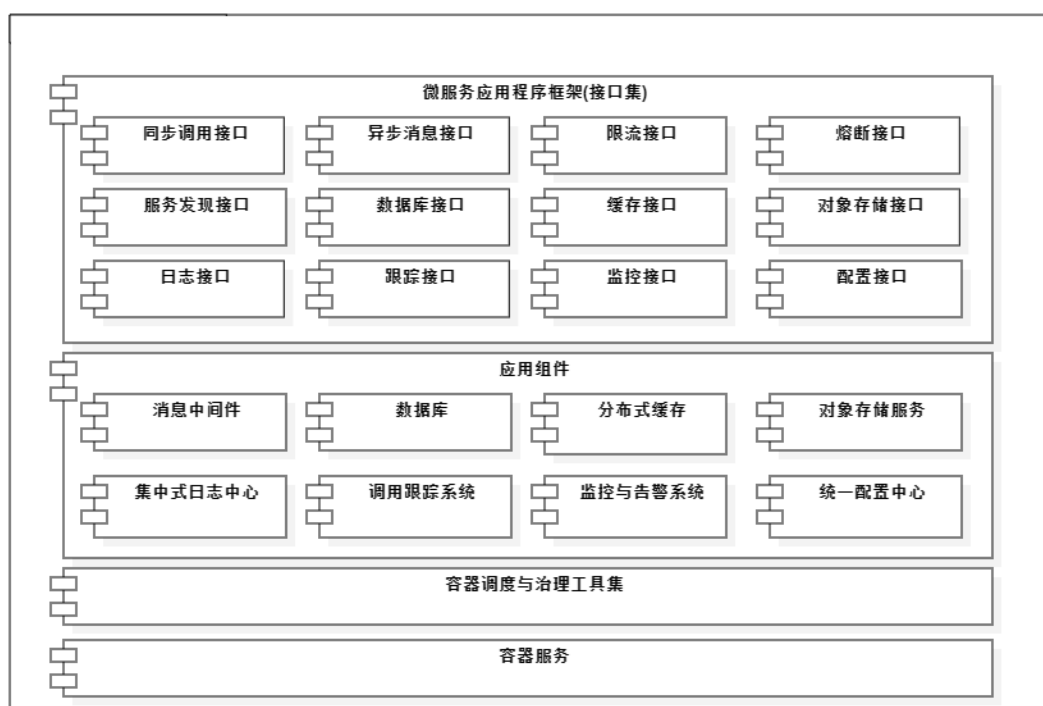 微服务应用程序框架(接口集)
同步调用接口 异步消息接口 限流接口 熔断接口
服务发现接口 数据库接口 缓存接口 对象存储接口
日志接口 跟踪接口 监控接口 配置接口
应用组件
消息中间件 数据库 分布式缓存 对象存储服务
集中式日志中心 调用跟踪系统 监控与告警系统 统一配置中心
容器调度与治理工具集
容器服务